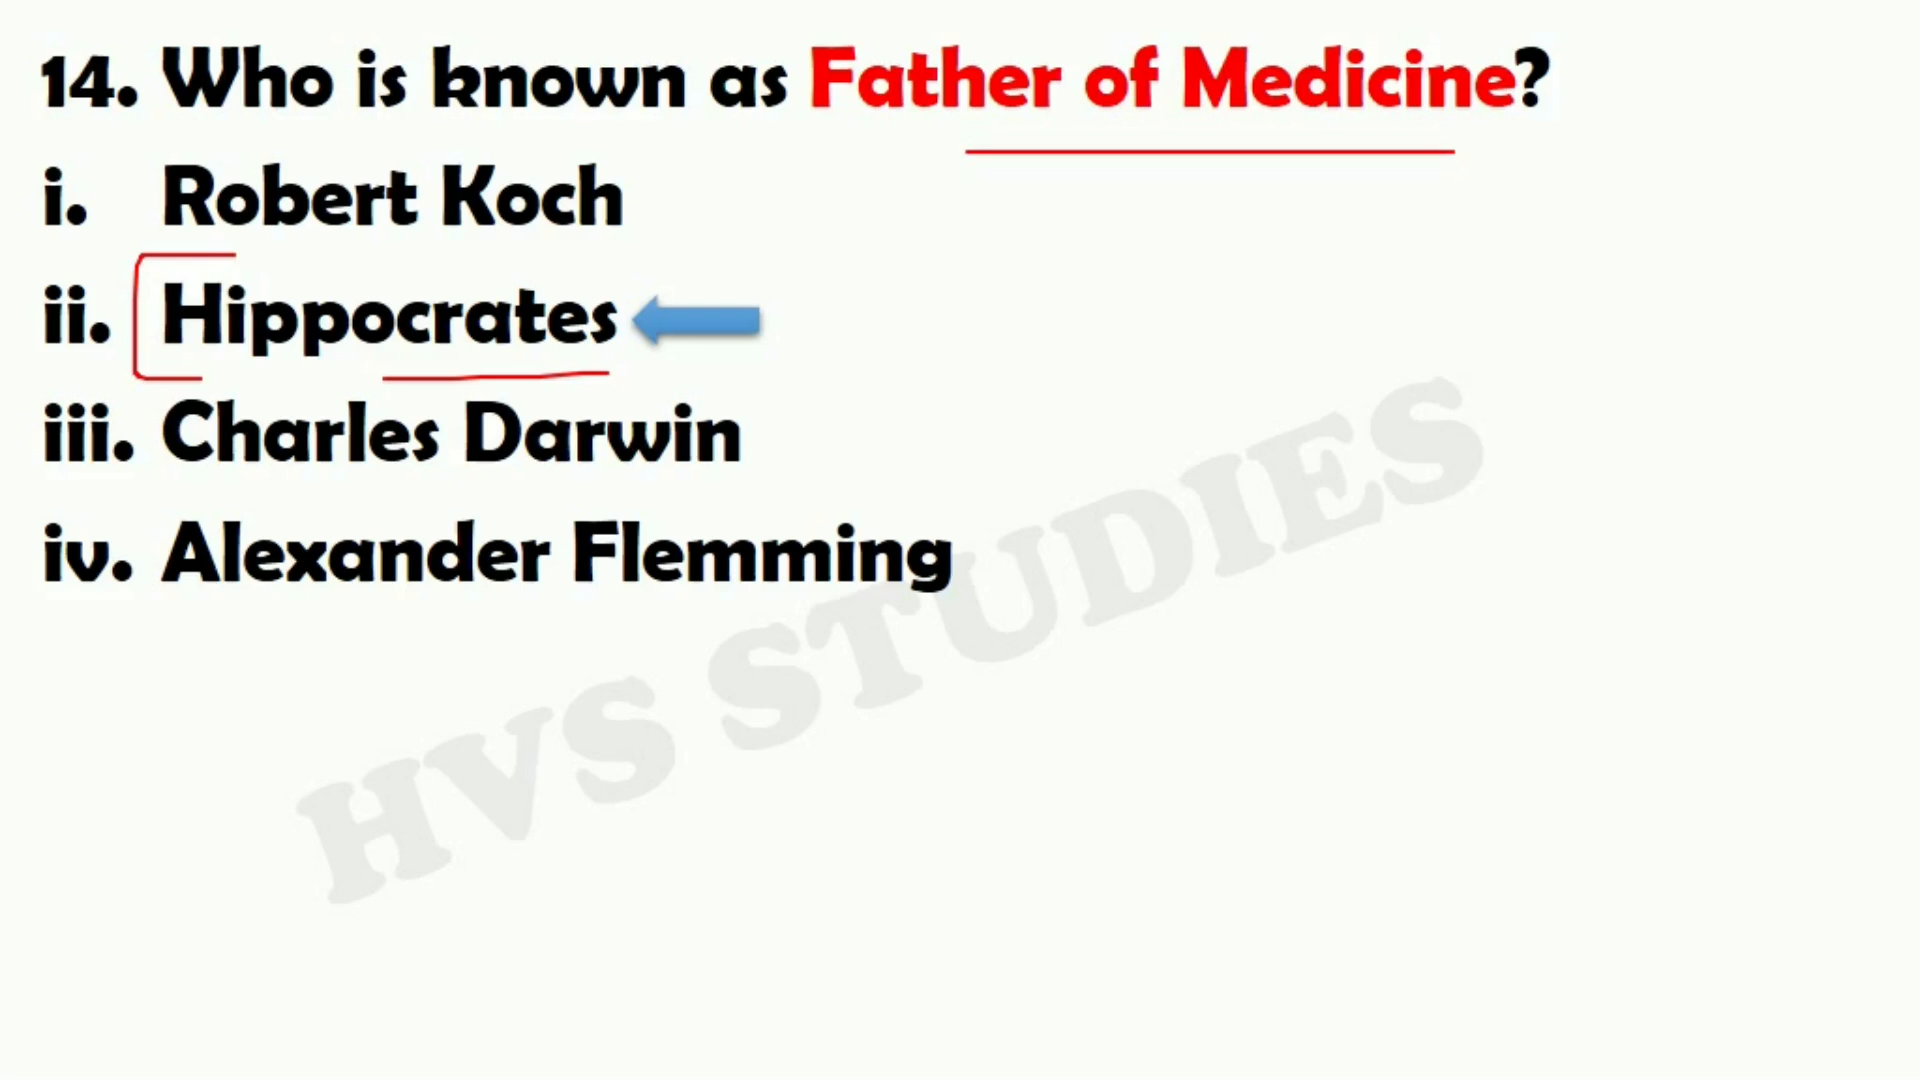 14. Who is known as Father of Medicine?
i. Robert Koch
ii. Hippocrates
iii. Charles Darwin
iv. Alexander Flemming
HVS STUDIES